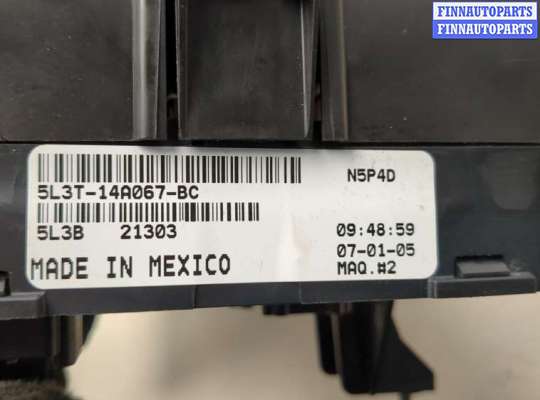 FINNAUTOPARTS
FINNAUTOPARTS
N5P4D
5L3T-14A067-BC
5L3B 21303
09:48:59
07-01-05
MADE IN MEXICO
MAQ.#2